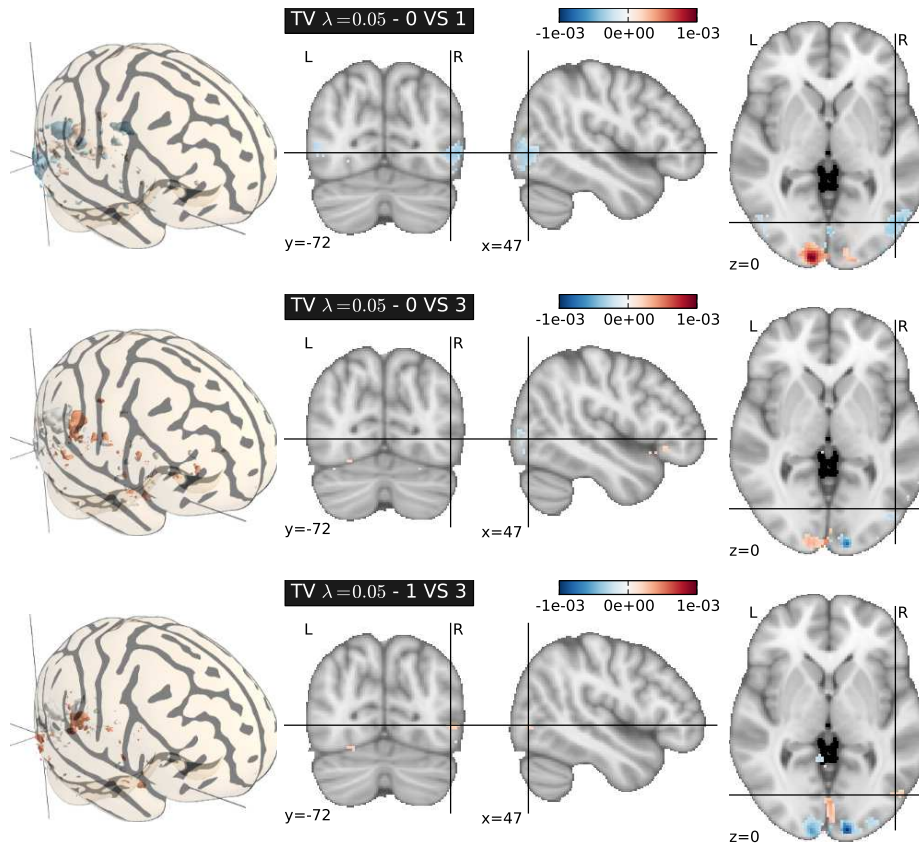 TV λ=0.05 - 0 VS 1
-1e-03 0e+00 1e-03
L R L R
y=-72 x=47 z=0
TV λ=0.05 - 0 VS 3
-1e-03 0e+00 1e-03
L R L R
y=-72 x=47 z=0
TV λ=0.05 - 1 VS 3
-1e-03 0e+00 1e-03
L R L R
y=-72 x=47 z=0